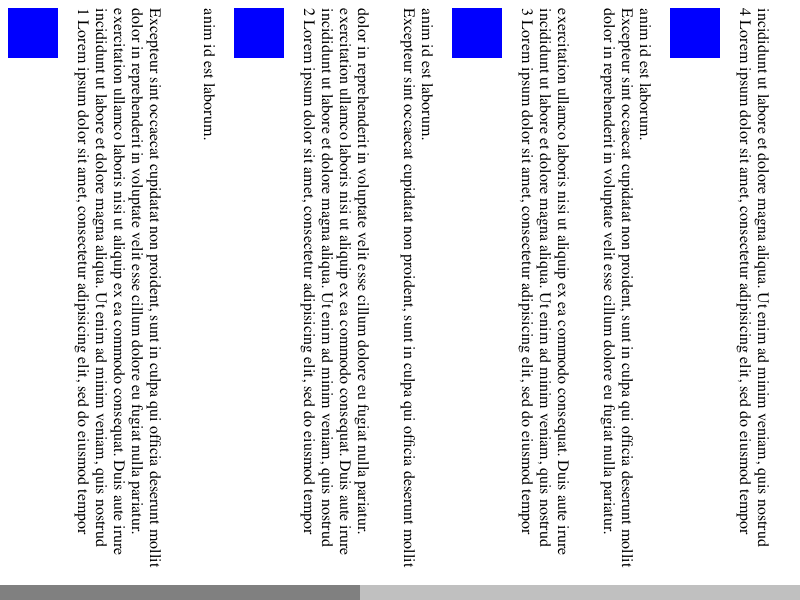 1 Lorem ipsum dolor sit amet, consectetur adipisicing elit, sed do eiusmod tempor
incididunt ut labore et dolore magna aliqua. Ut enim ad minim veniam, quis nostrud
exercitation ullamco laboris nisi ut aliquip ex ea commodo consequat. Duis aute irure
dolor in reprehenderit in voluptate velit esse cillum dolore eu fugiat nulla pariatur.
Excepteur sint occaecat cupidatat non proident, sunt in culpa qui officia deserunt mollit
anim id est laborum.
2 Lorem ipsum dolor sit amet, consectetur adipisicing elit, sed do eiusmod tempor
incididunt ut labore et dolore magna aliqua. Ut enim ad minim veniam, quis nostrud
exercitation ullamco laboris nisi ut aliquip ex ea commodo consequat. Duis aute irure
dolor in reprehenderit in voluptate velit esse cillum dolore eu fugiat nulla pariatur.
Excepteur sint occaecat cupidatat non proident, sunt in culpa qui officia deserunt mollit
anim id est laborum.
3 Lorem ipsum dolor sit amet, consectetur adipisicing elit, sed do eiusmod tempor
incididunt ut labore et dolore magna aliqua. Ut enim ad minim veniam, quis nostrud
exercitation ullamco laboris nisi ut aliquip ex ea commodo consequat. Duis aute irure
dolor in reprehenderit in voluptate velit esse cillum dolore eu fugiat nulla pariatur.
Excepteur sint occaecat cupidatat non proident, sunt in culpa qui officia deserunt mollit
anim id est laborum.
4 Lorem ipsum dolor sit amet, consectetur adipisicing elit, sed do eiusmod tempor
incididunt ut labore et dolore magna aliqua. Ut enim ad minim veniam, quis nostrud